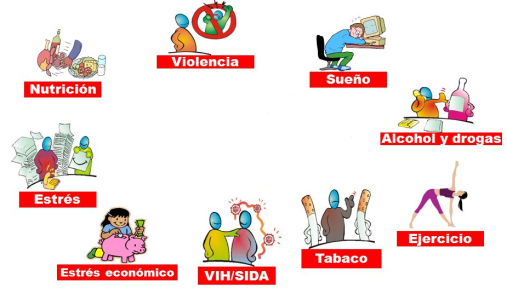 Violencia
Sueño
Nutrición
Alcohol y drogas
Estrés
Ejercicio
Tabaco
Estrés económico
VIH/SIDA